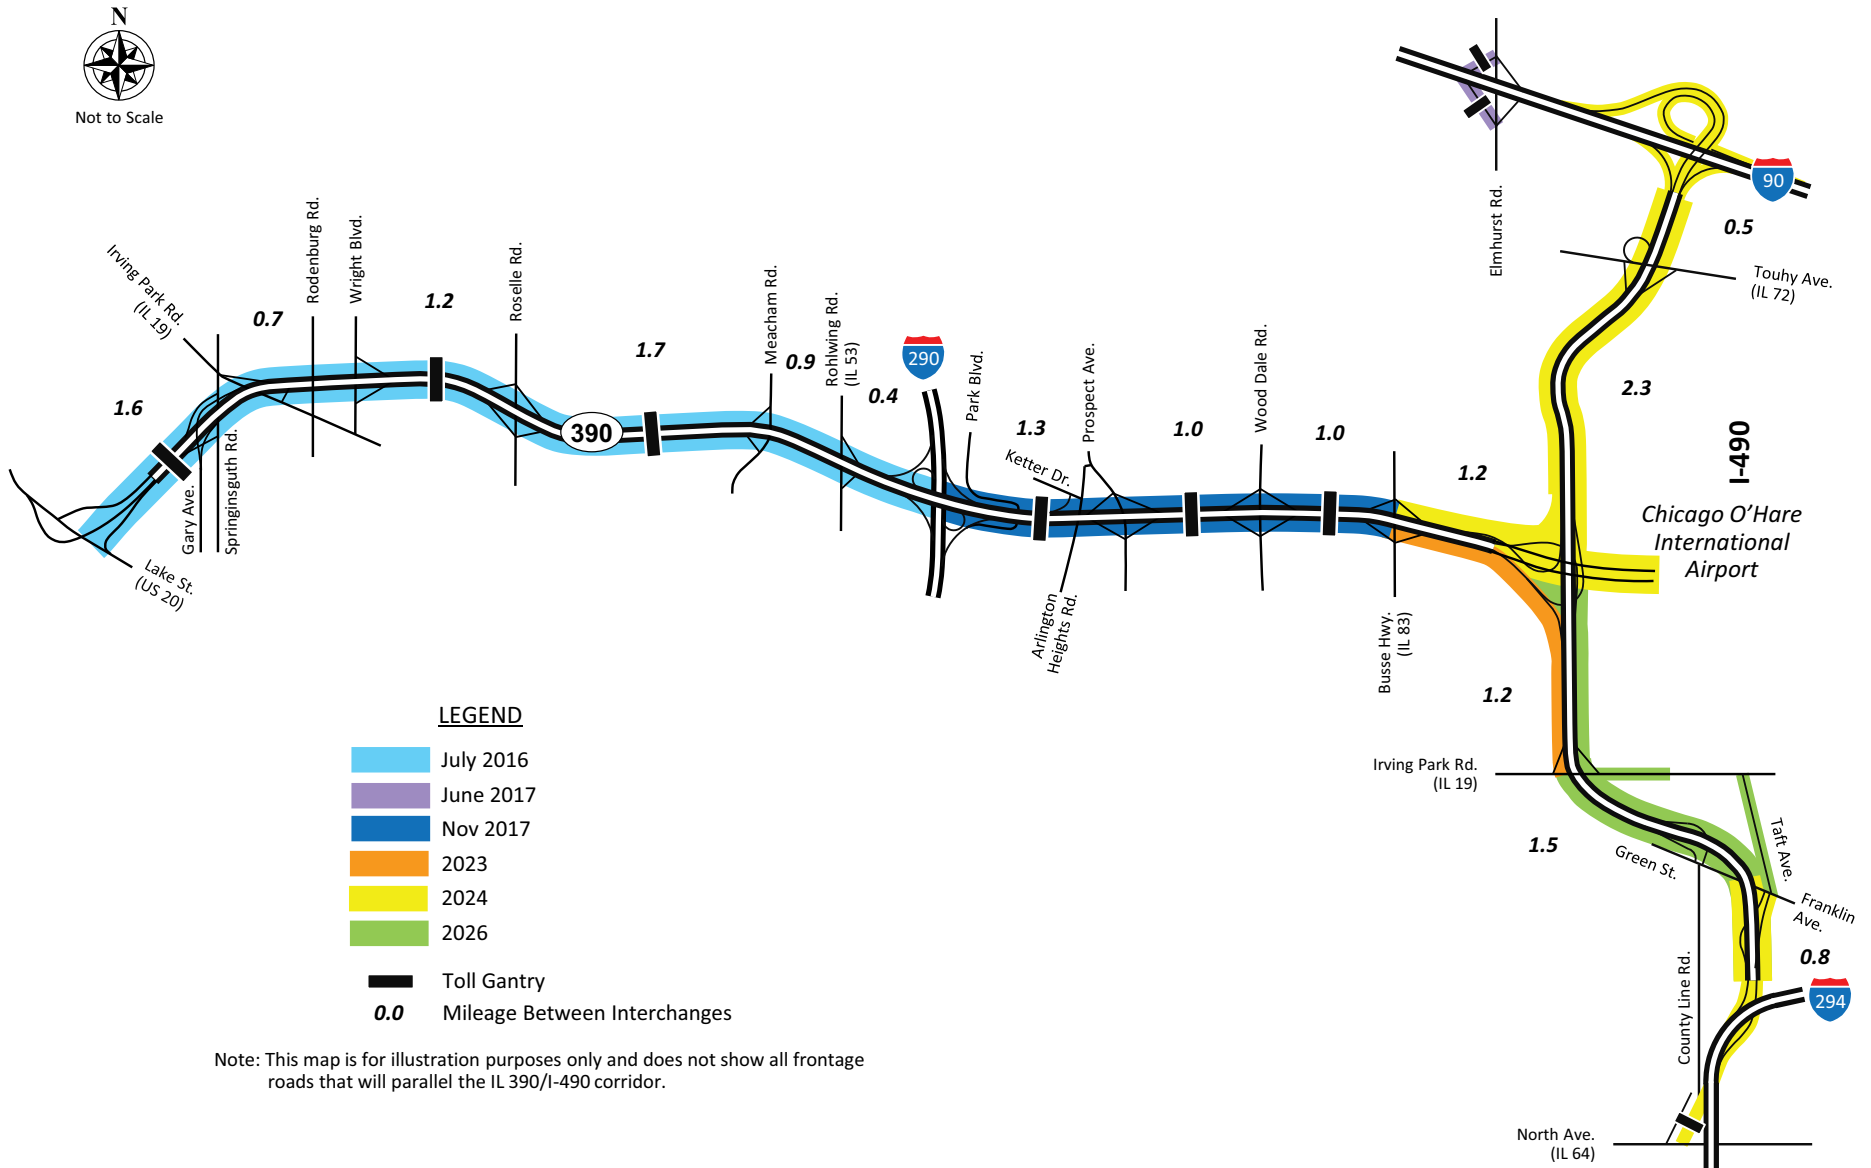 N
Not to Scale
Irving Park Rd.
(IL 19)
0.7
Rodenburg Rd.
Wright Blvd.
1.2
Roselle Rd.
1.7
Meacham Rd.
0.9
Rohlwing Rd.
(IL 53)
0.4
290
Park Blvd.
1.3
Ketter Dr.
Prospect Ave.
1.0
Wood Dale Rd.
1.0
1.2
Elmhurst Rd.
90
0.5
Touhy Ave.
(IL 72)
2.3
I-490
Chicago O'Hare
International
Airport
1.6
390
Gary Ave.
Springinsguth Rd.
Lake St.
(US 20)
Arlington
Heights Rd.
Busse Hwy.
(IL 83)
1.2
Irving Park Rd.
(IL 19)
1.5
Green St.
Taft Ave.
Franklin
Ave.
0.8
294
County Line Rd.
North Ave.
(IL 64)
LEGEND
July 2016
June 2017
Nov 2017
2023
2024
2026
Toll Gantry
0.0 Mileage Between Interchanges
Note: This map is for illustration purposes only and does not show all frontage
roads that will parallel the IL 390/I-490 corridor.